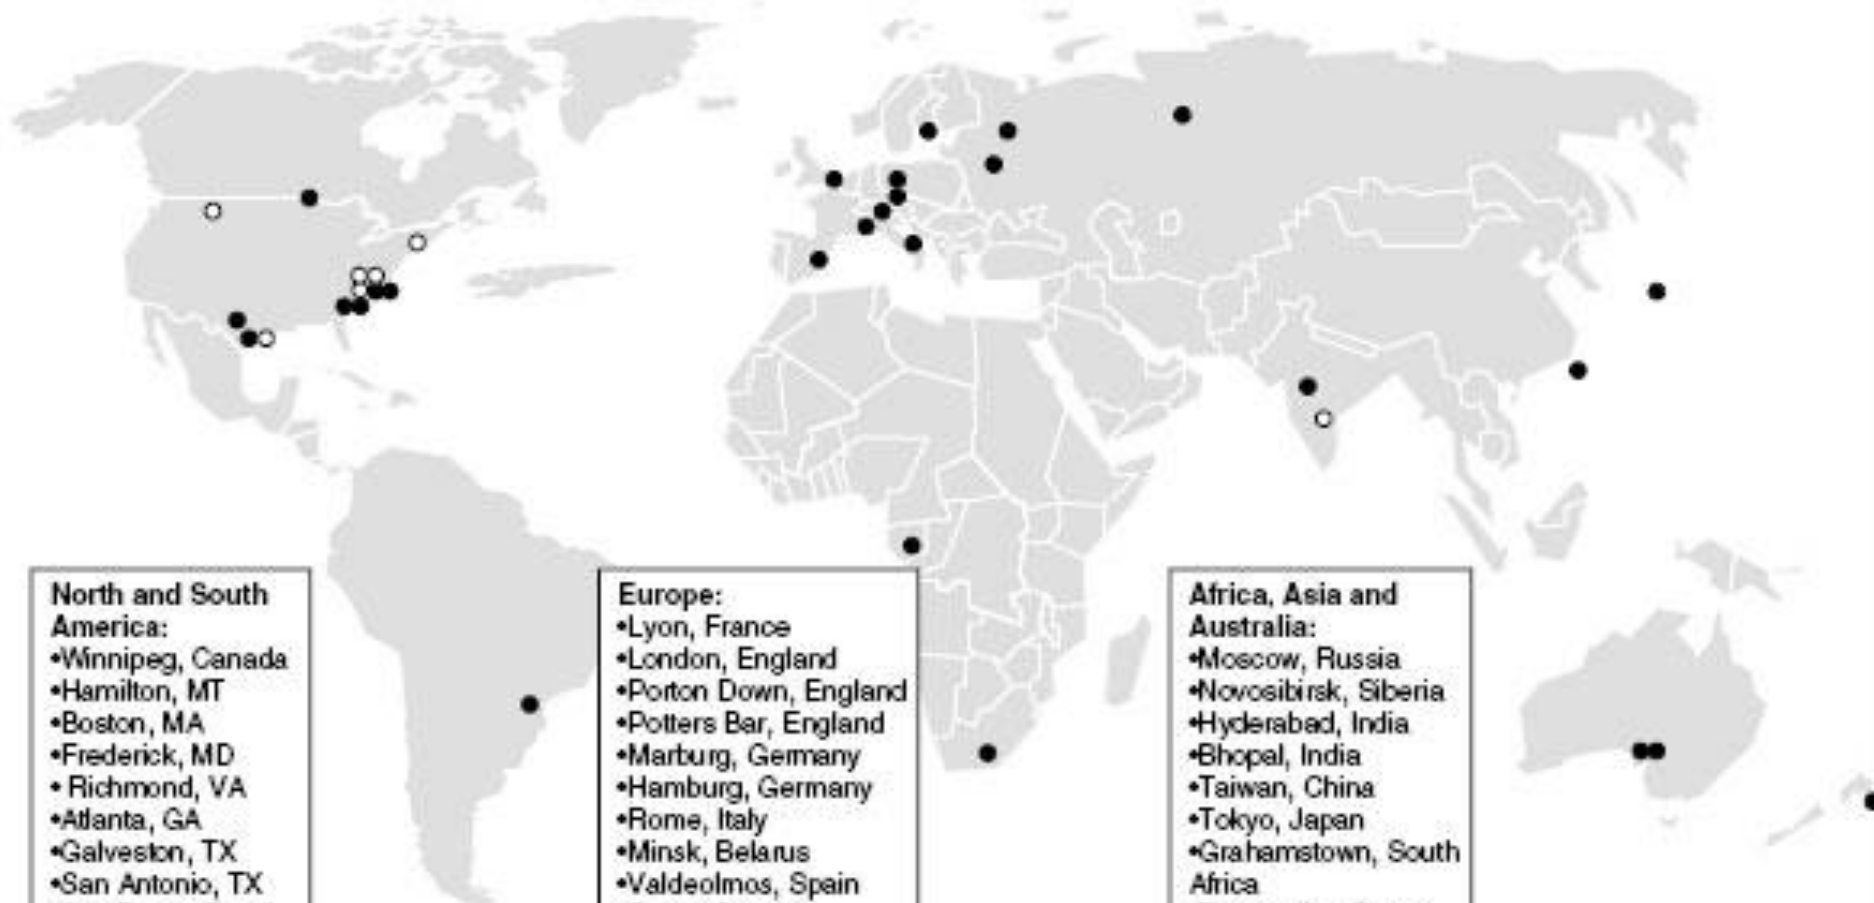 North and South
America:
•Winnipeg, Canada
•Hamilton, MT
•Boston, MA
•Frederick, MD
• Richmond, VA
•Atlanta, GA
•Galveston, TX
•San Antonio, TX
Europe:
•Lyon, France
•London, England
•Porton Down, England
•Potters Bar, England
•Marburg, Germany
•Hamburg, Germany
•Rome, Italy
•Minsk, Belarus
•Valdeolmos, Spain
Africa, Asia and
Australia:
•Moscow, Russia
•Novosibirsk, Siberia
•Hyderabad, India
•Bhopal, India
•Taiwan, China
•Tokyo, Japan
•Grahamstown, South
Africa